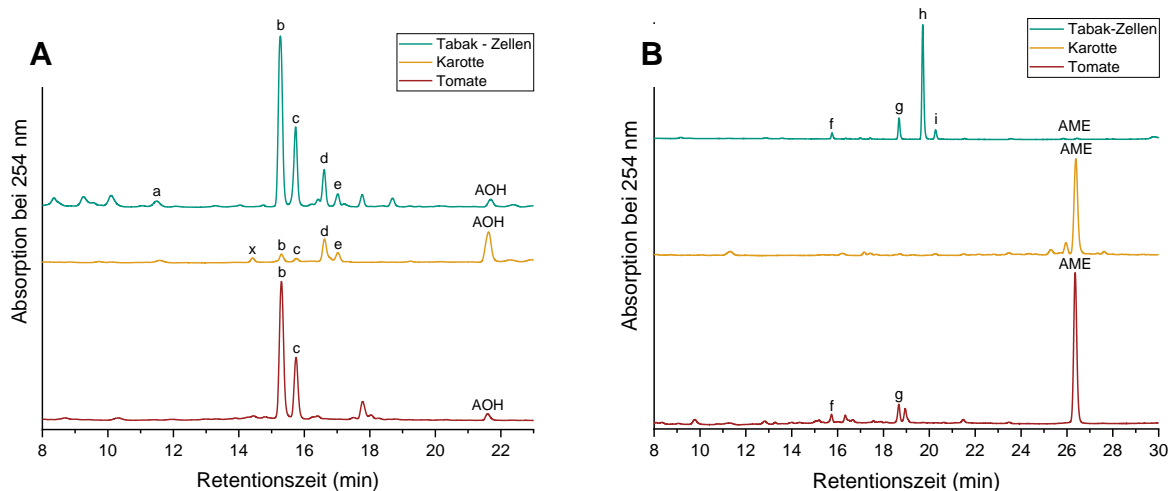 A
Tabak - Zellen
Karotte
Tomate
b
c
d
a
e
AOH
x
b
c
d
e
AOH
b
c
AOH
8 10 12 14 16 18 20 22
Retentionszeit (min)
Absorption bei 254 nm
B
Tabak-Zellen
Karotte
Tomate
h
f
g
i
AME
AME
AME
f
g
8 10 12 14 16 18 20 22 24 26 28 30
Retentionszeit (min)
Absorption bei 254 nm